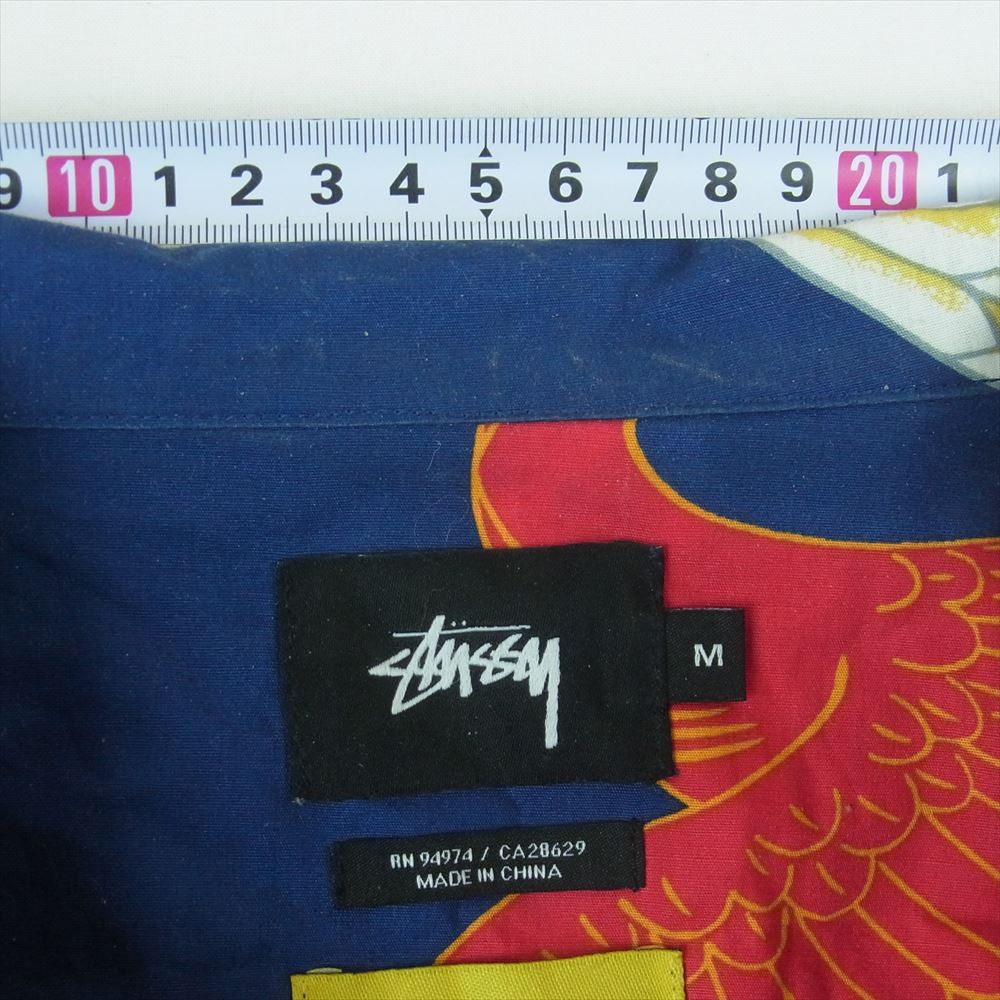 9 10 1 2 3 4 5 6 7 8 9 20 1
Stüssy
M
RN 94974 / CA28629
MADE IN CHINA